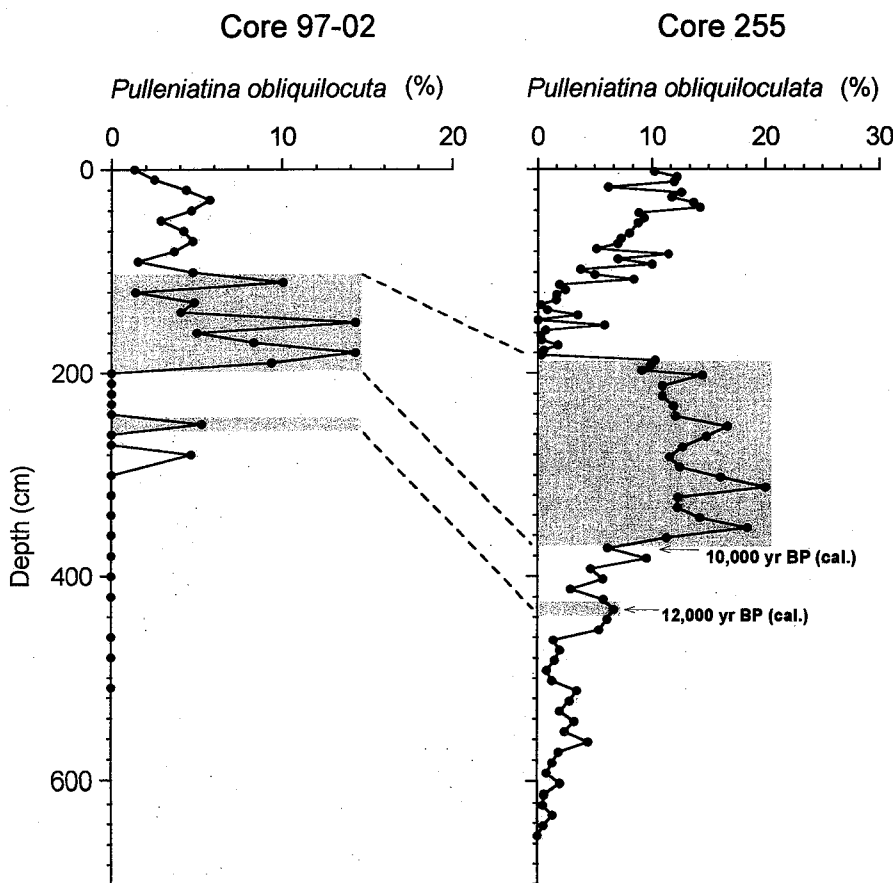 Core 97-02 Core 255
Pulleniatina obliquilocuta (%) Pulleniatina obliquiloculata (%)
0 10 20 0 10 20 30
0
200
10,000 yr BP (cal.)
400
12,000 yr BP (cal.)
600
Depth (cm)